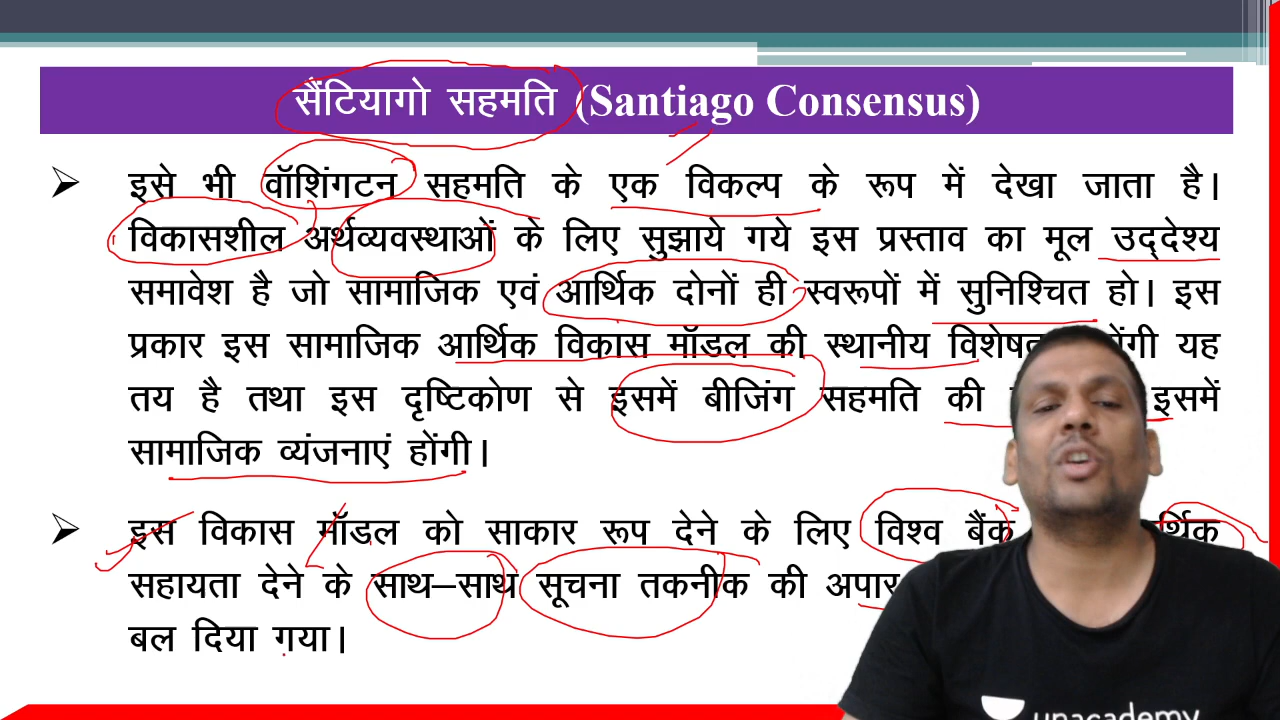 सैंटियागो सहमति (Santiago Consensus)
इसे भी वॉशिंगटन सहमति के एक विकल्प के रूप में देखा जाता है।
विकासशील अर्थव्यवस्थाओं के लिए सुझाये गये इस प्रस्ताव का मूल उद्देश्य
समावेश है जो सामाजिक एवं आर्थिक दोनों ही स्वरूपों में सुनिश्चित हो। इस
प्रकार इस सामाजिक आर्थिक विकास मॉडल की स्थानीय होंगी यह
तय है तथा इस दृष्टिकोण से इसमें बीजिंग सहमति की इसमें
सामाजिक व्यंजनाएं होंगी।
इस विकास मॉडल को साकार रूप देने के लिए विश्व बैंक
सहायता देने के साथ–साथ सूचना तकनीक की अपार
बल दिया गया।
unacademy